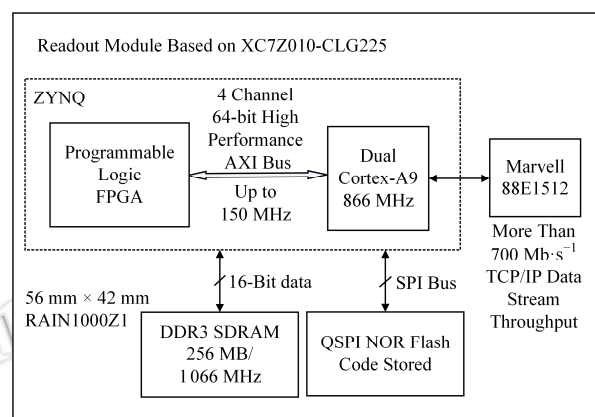 Readout Module Based on XC7Z010-CLG225
ZYNQ
4 Channel
64-bit High
Performance
AXI Bus
Up to
150 MHz
Programmable
Logic
FPGA
Dual
Cortex-A9
866 MHz
Marvell
88E1512
More Than
700 Mb·s⁻¹
TCP/IP Data
Stream
Throughput
16-Bit data
SPI Bus
56 mm × 42 mm
RAIN1000Z1
DDR3 SDRAM
256 MB/
1 066 MHz
QSPI NOR Flash
Code Stored